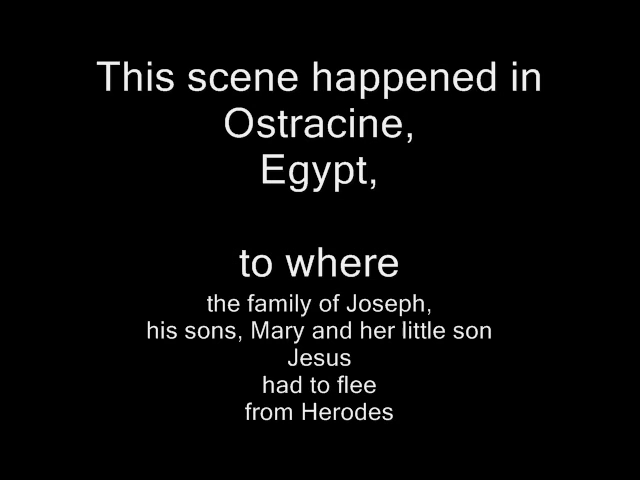 This scene happened in
Ostracine,
Egypt,
to where
the family of Joseph,
his sons, Mary and her little son
Jesus
had to flee
from Herodes